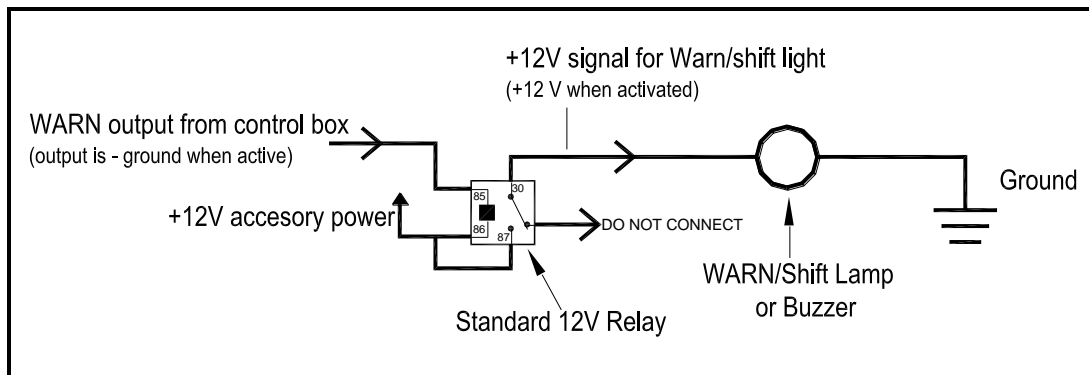 +12V signal for Warn/shift light
(+12 V when activated)
WARN output from control box
(output is - ground when active)
+12V accesory power
85
30
86
87
DO NOT CONNECT
Ground
WARN/Shift Lamp
or Buzzer
Standard 12V Relay